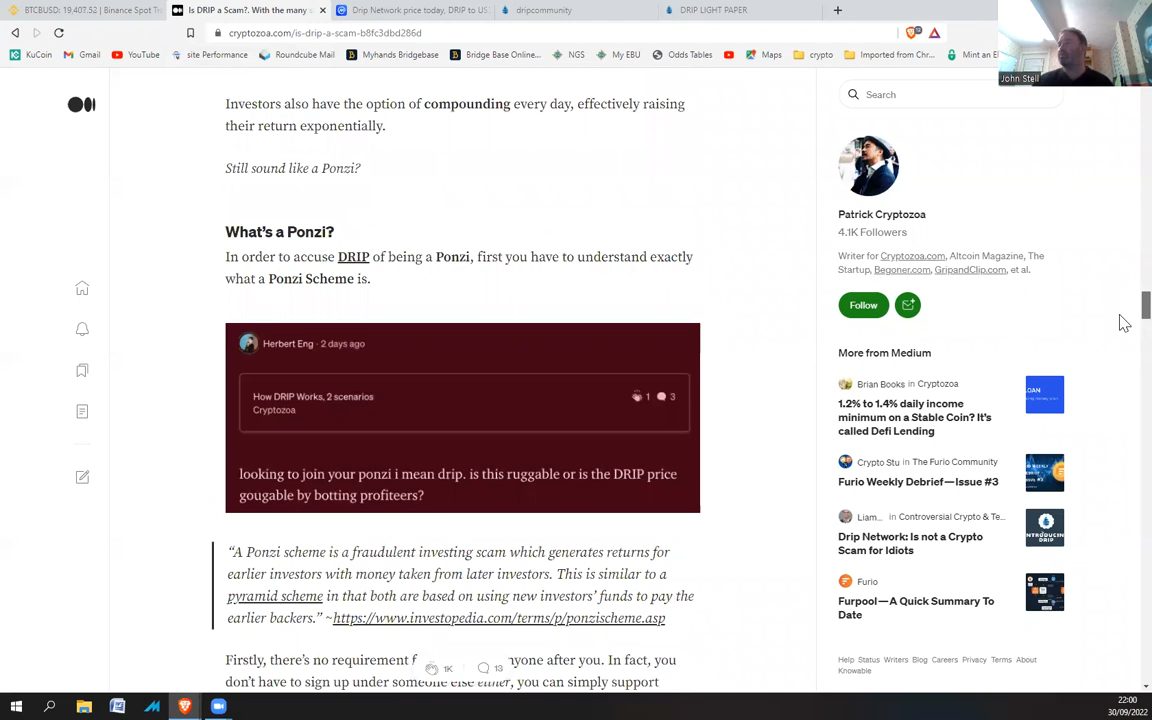 BTCBUSD: 19,407.52 | Binance Spot Tr
Is DRIP a Scam?. With the many s
Drip Network price today, DRIP to US
dripcommunity
DRIP LIGHT PAPER
cryptozoa.com/is-drip-a-scam-b8fc3dbd286d
KuCoin
Gmail
YouTube
site Performance
Roundcube Mail
Myhands Bridgebase
Bridge Base Online...
NGS
My EBU
Odds Tables
Maps
crypto
Imported from Chr...
Mint an E
John Stell
Investors also have the option of compounding every day, effectively raising
their return exponentially.
Still sound like a Ponzi?
What's a Ponzi?
In order to accuse DRIP of being a Ponzi, first you have to understand exactly
what a Ponzi Scheme is.
Herbert Eng · 2 days ago
How DRIP Works, 2 scenarios
Cryptozoa
1
3
looking to join your ponzi i mean drip. is this ruggable or is the DRIP price
gougable by botting profiteers?
“A Ponzi scheme is a fraudulent investing scam which generates returns for
earlier investors with money taken from later investors. This is similar to a
pyramid scheme in that both are based on using new investors’ funds to pay the
earlier backers.” ~https://www.investopedia.com/terms/p/ponzischeme.asp
Firstly, there’s no requirement f
1K
13
nyone after you. In fact, you
don’t have to sign up under someone else either, you can simply support
Search
Patrick Cryptozoa
4.1K Followers
Writer for Cryptozoa.com, Altcoin Magazine, The
Startup, Begoner.com, GripandClip.com, et al.
Follow
More from Medium
Brian Books in Cryptozoa
1.2% to 1.4% daily income
minimum on a Stable Coin? It's
called Defi Lending
Crypto Stu in The Furio Community
Furio Weekly Debrief—Issue #3
Liam... in Controversial Crypto & Te...
Drip Network: Is not a Crypto
Scam for Idiots
Furio
Furpool—A Quick Summary To
Date
Help Status Writers Blog Careers Privacy Terms About
Knowable
22:00
30/09/2022